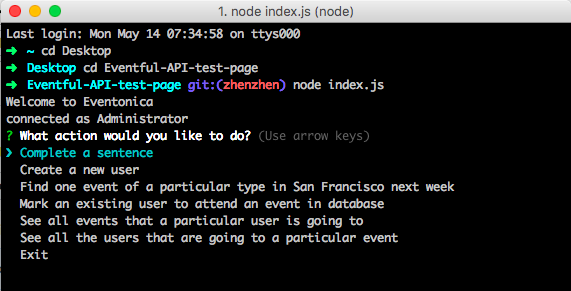 1. node index.js (node)
Last login: Mon May 14 07:34:58 on ttys000
➜ ~ cd Desktop
➜ Desktop cd Eventful-API-test-page
➜ Eventful-API-test-page git:(zhenzhen) node index.js
Welcome to Eventonica
connected as Administrator
? What action would you like to do? (Use arrow keys)
❯ Complete a sentence
Create a new user
Find one event of a particular type in San Francisco next week
Mark an existing user to attend an event in database
See all events that a particular user is going to
See all the users that are going to a particular event
Exit